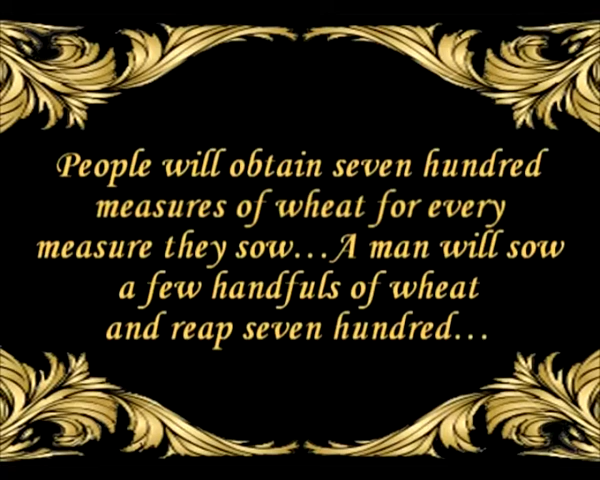 People will obtain seven hundred
measures of wheat for every
measure they sow...A man will sow
a few handfuls of wheat
and reap seven hundred...